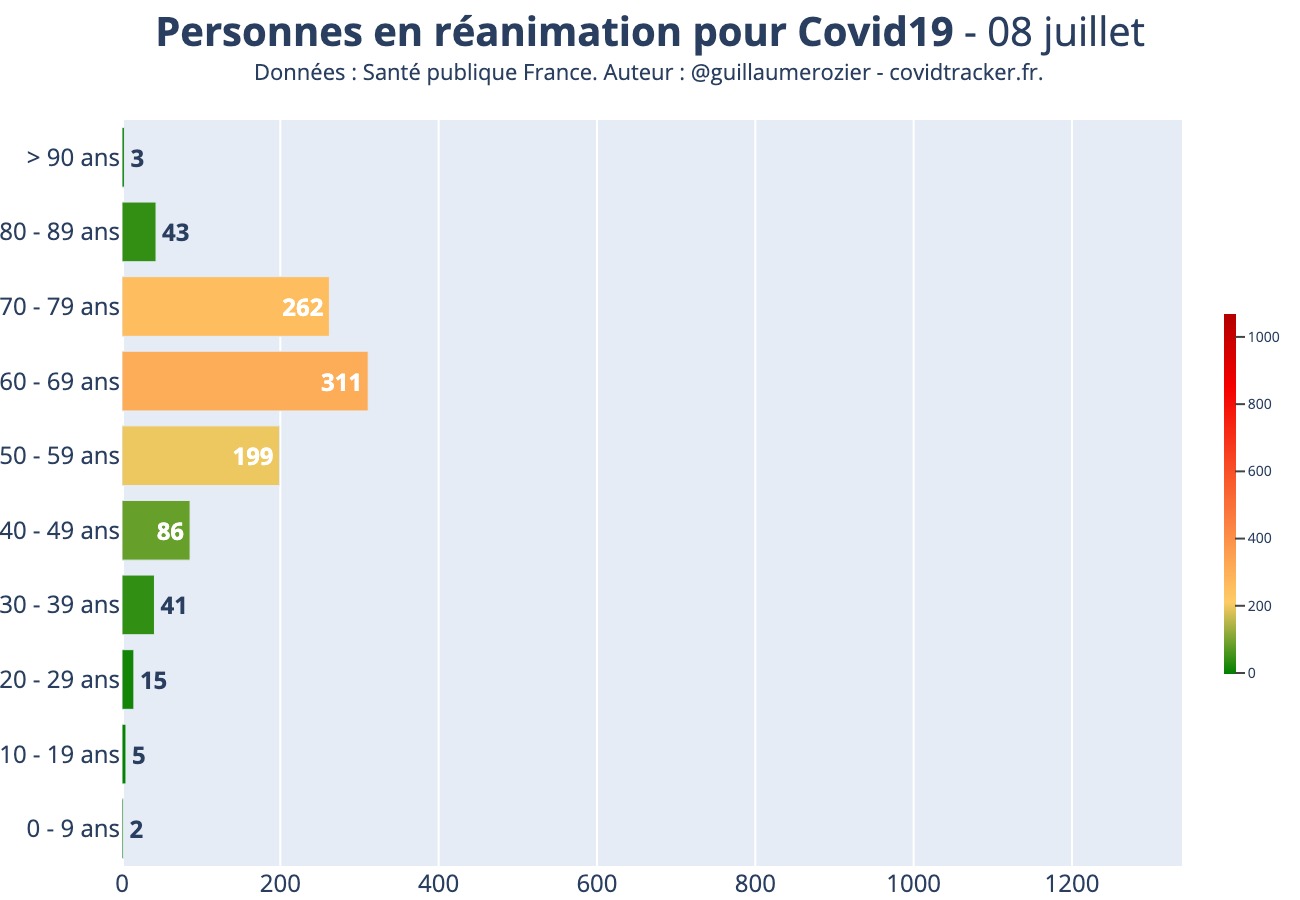 Personnes en réanimation pour Covid19 - 08 juillet
Données : Santé publique France. Auteur : @guillaumerozier - covidtracker.fr.
> 90 ans 3
80 - 89 ans 43
70 - 79 ans 262
60 - 69 ans 311
50 - 59 ans 199
40 - 49 ans 86
30 - 39 ans 41
20 - 29 ans 15
10 - 19 ans 5
0 - 9 ans 2
0 200 400 600 800 1000 1200
1000
800
600
400
200
0